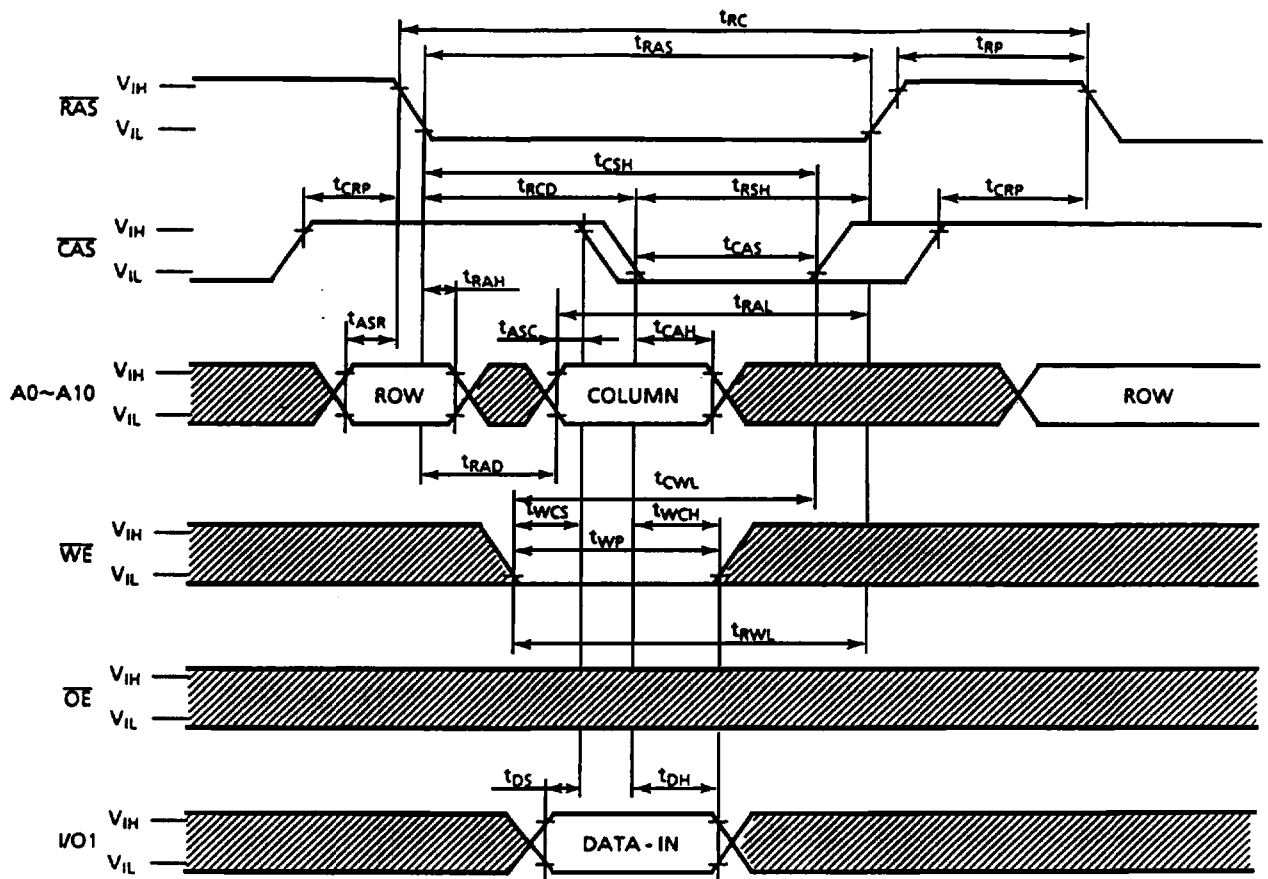 tRC
tRAS
tRP
RAS
VIH
VIL
tCSH
tCRP
tRCD
tRSH
tCRP
CAS
VIH
VIL
tCAS
tRAH
tRAL
tASR
tASC
tCAH
A0~A10
VIH
VIL
ROW
COLUMN
ROW
tRAD
tCWL
tWCS
tWCH
WE
VIH
VIL
tWP
tRWL
OE
VIH
VIL
tDS
tDH
I/O1
VIH
VIL
DATA - IN